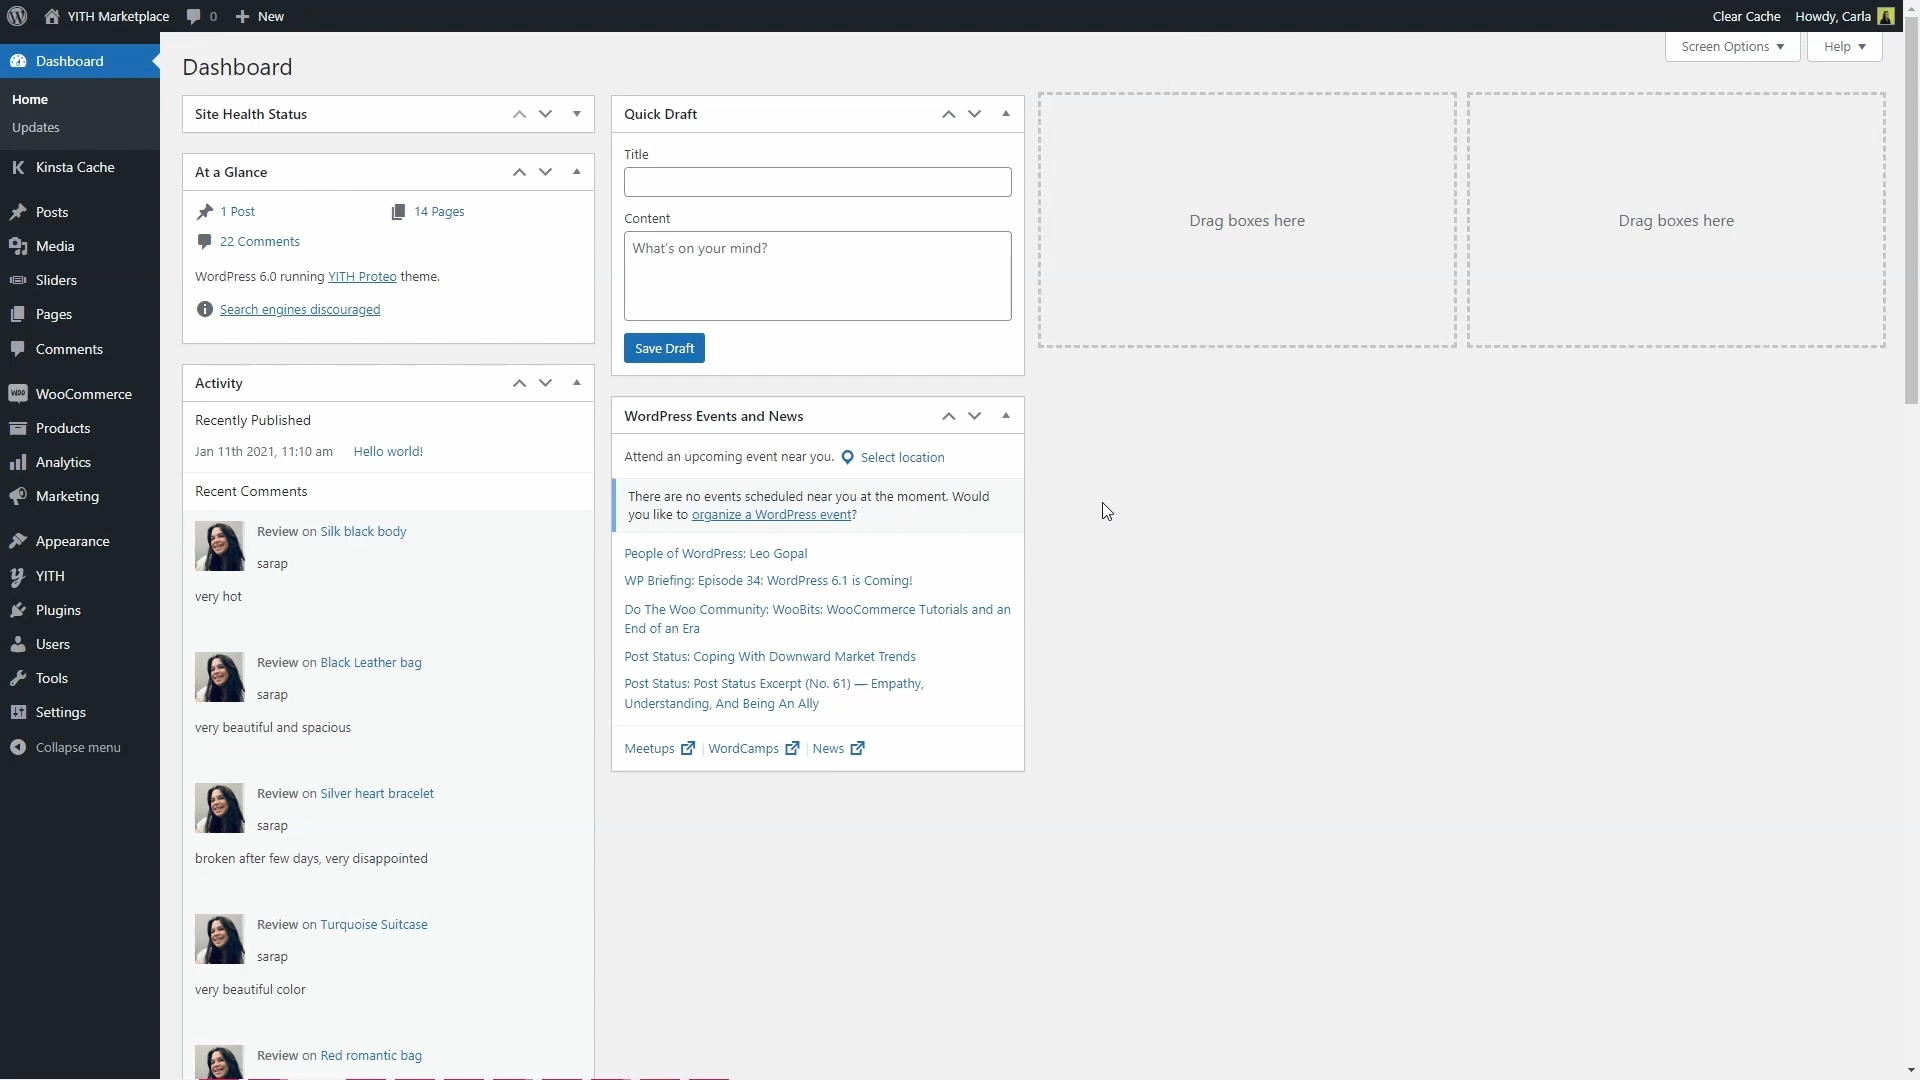 YITH Marketplace 0 New Clear Cache Howdy, Carla
Screen Options Help
Dashboard
Home
Updates
Kinsta Cache
Posts
Media
Sliders
Pages
Comments
WooCommerce
Products
Analytics
Marketing
Appearance
YITH
Plugins
Users
Tools
Settings
Collapse menu
Dashboard
Site Health Status
At a Glance
1 Post 14 Pages
22 Comments
WordPress 6.0 running YITH Proteo theme.
Search engines discouraged
Activity
Recently Published
Jan 11th 2021, 11:10 am Hello world!
Recent Comments
Review on Silk black body
sarap
very hot
Review on Black Leather bag
sarap
very beautiful and spacious
Review on Silver heart bracelet
sarap
broken after few days, very disappointed
Review on Turquoise Suitcase
sarap
very beautiful color
Review on Red romantic bag
Quick Draft
Title
Content
What's on your mind?
Save Draft
WordPress Events and News
Attend an upcoming event near you. Select location
There are no events scheduled near you at the moment. Would
you like to organize a WordPress event?
People of WordPress: Leo Gopal
WP Briefing: Episode 34: WordPress 6.1 is Coming!
Do The Woo Community: WooBits: WooCommerce Tutorials and an
End of an Era
Post Status: Coping With Downward Market Trends
Post Status: Post Status Excerpt (No. 61) — Empathy,
Understanding, And Being An Ally
Meetups | WordCamps | News
Drag boxes here
Drag boxes here